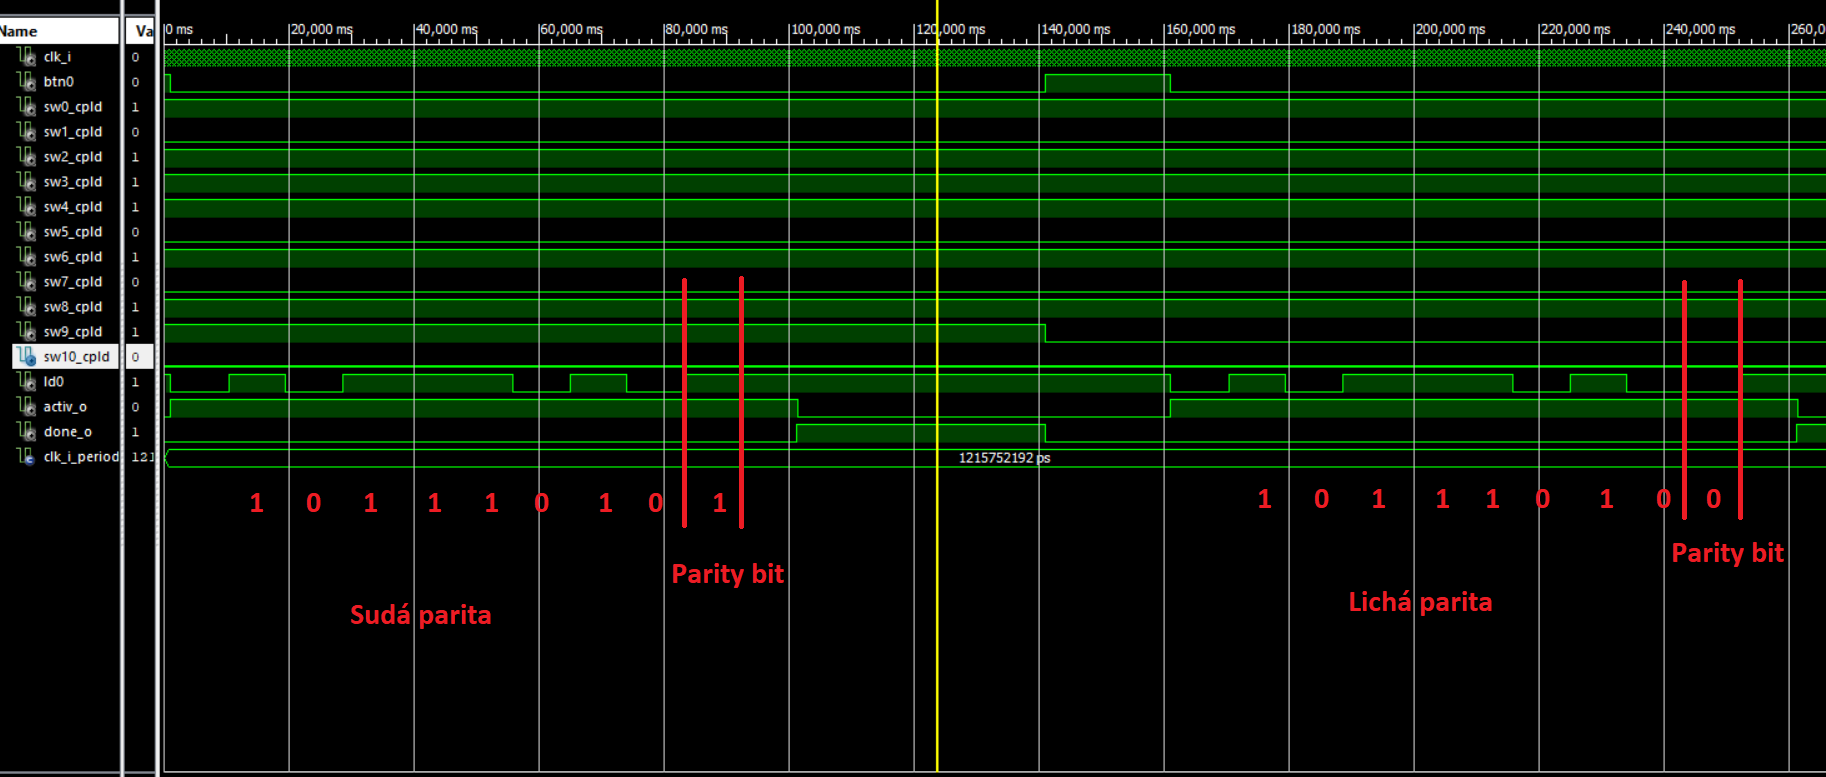 Name Va 0 ms 20,000 ms 40,000 ms 60,000 ms 80,000 ms 100,000 ms 120,000 ms 140,000 ms 160,000 ms 180,000 ms 200,000 ms 220,000 ms 240,000 ms 260,0
clk_i 0
btn0 0
sw0_cpld 1
sw1_cpld 0
sw2_cpld 1
sw3_cpld 1
sw4_cpld 1
sw5_cpld 0
sw6_cpld 1
sw7_cpld 0
sw8_cpld 1
sw9_cpld 1
sw10_cpld 0
ld0 1
activ_o 0
done_o 1
clk_i_period 121 1215752192 ps
1 0 1 1 1 0 1 0 1 1 0 1 1 1 0 1 0 0
Parity bit Parity bit
Sudá parita Lichá parita